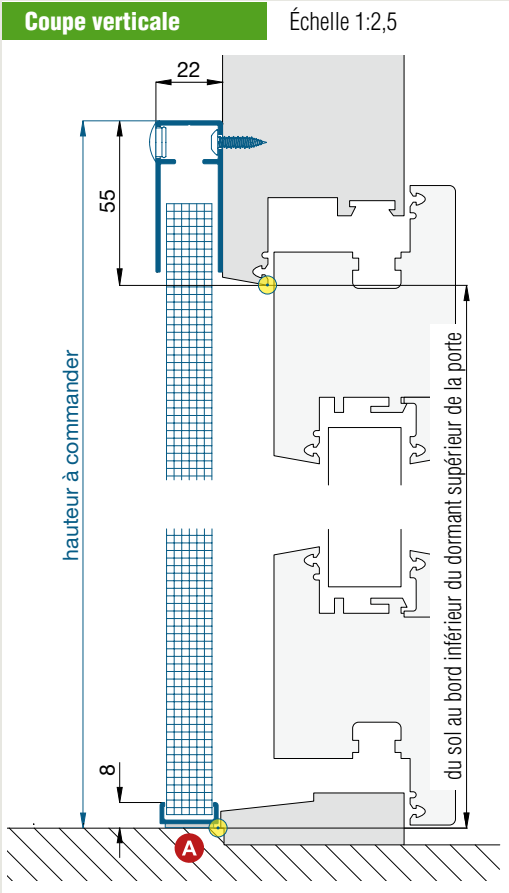 Coupe verticale
Échelle 1:2,5
22
55
hauteur à commander
du sol au bord inférieur du dormant supérieur de la porte
8
A